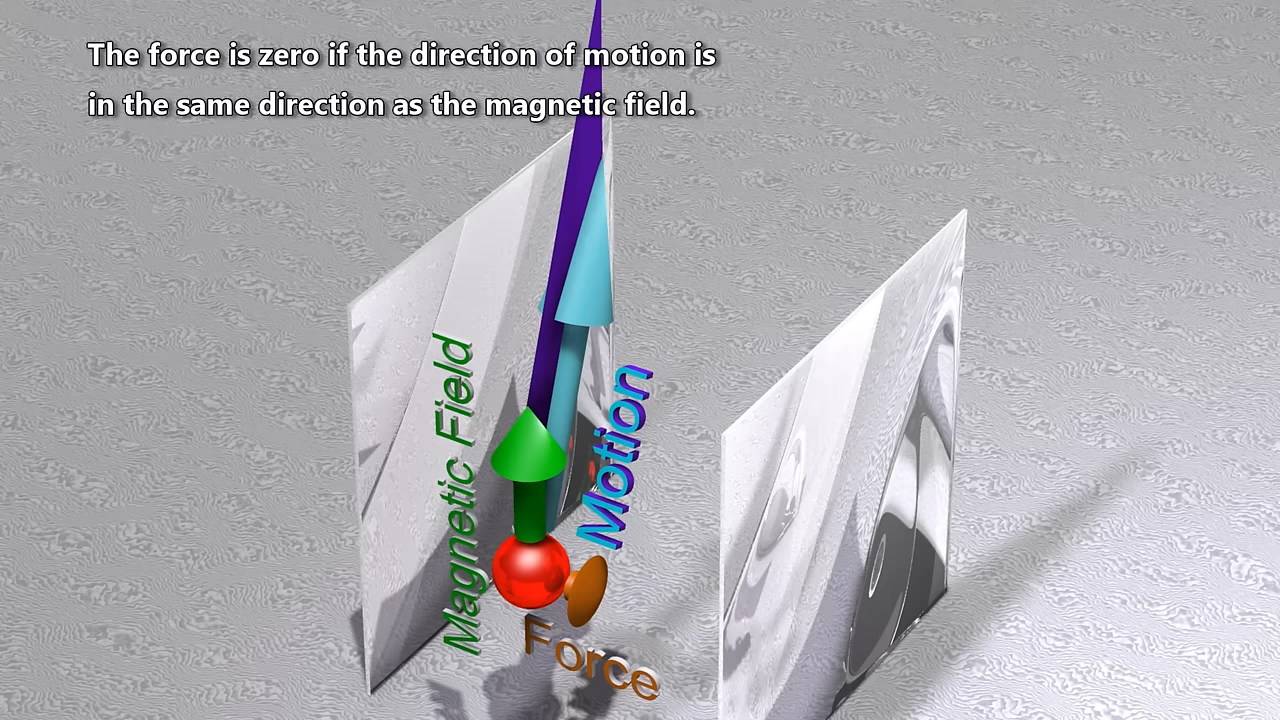 The force is zero if the direction of motion is
in the same direction as the magnetic field.
Magnetic Field
Motion
Force